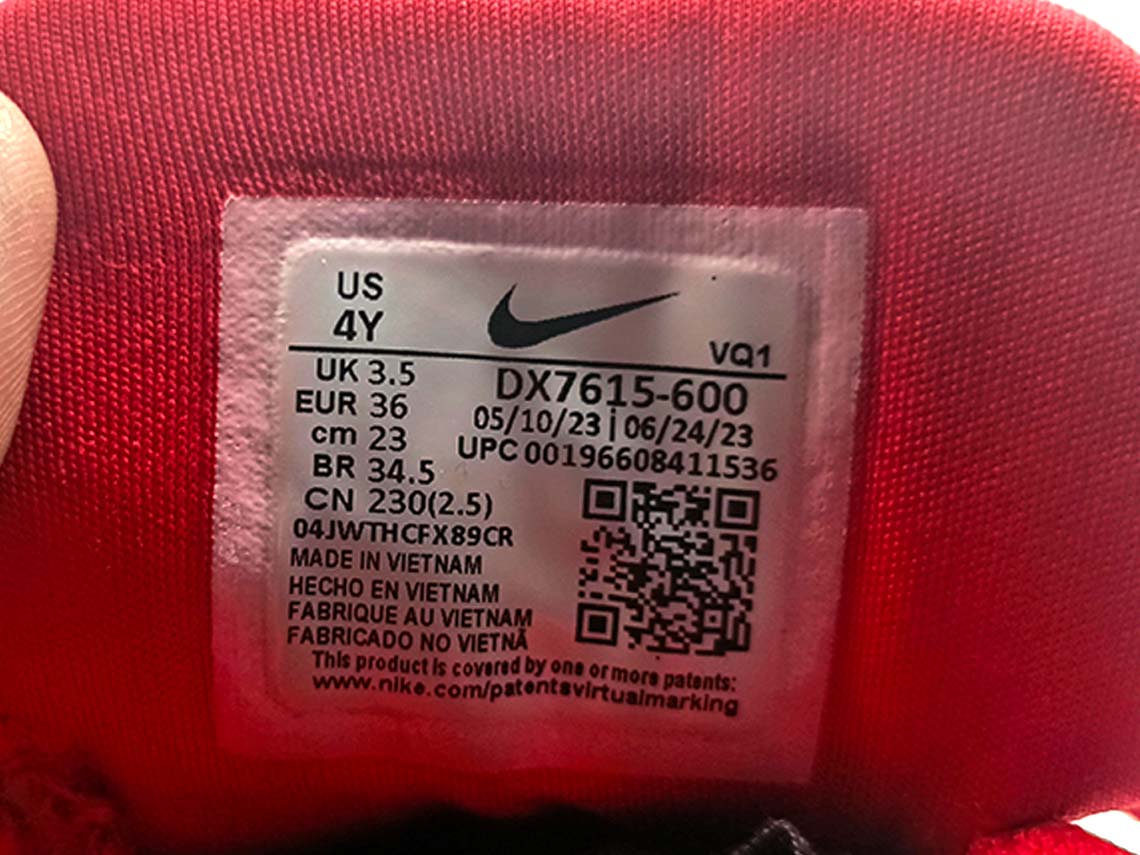 US
4Y
VQ1
UK 3.5
EUR 36
cm 23
BR 34.5
CN 230(2.5)
DX7615-600
05/10/23 | 06/24/23
UPC 00196608411536
04JWTHCFX89CR
MADE IN VIETNAM
HECHO EN VIETNAM
FABRIQUE AU VIETNAM
FABRICADO NO VIETNÃ
This product is covered by one or more patents:
www.nike.com/patentsvirtualmarking